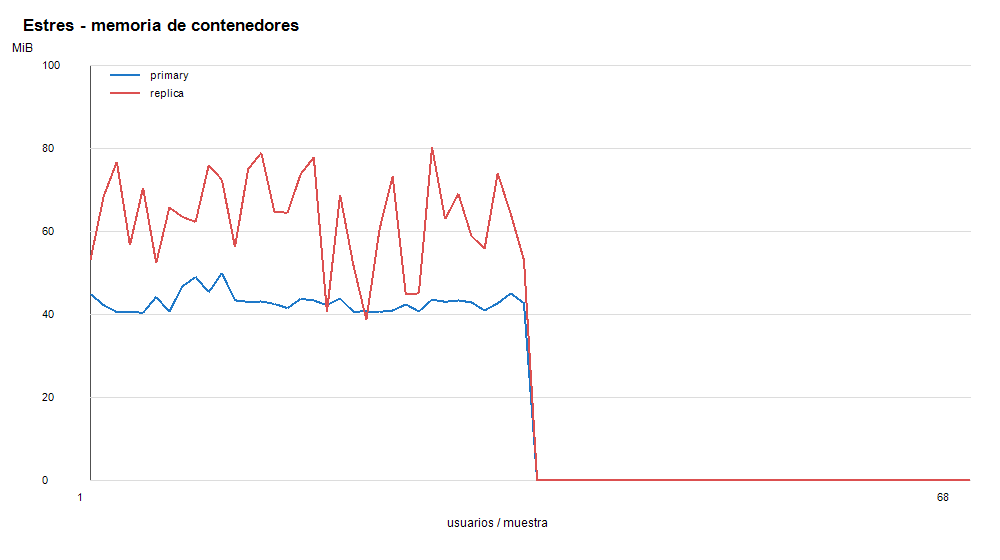 Estres - memoria de contenedores
MiB
100
primary
replica
80
60
40
20
0
1
68
usuarios / muestra